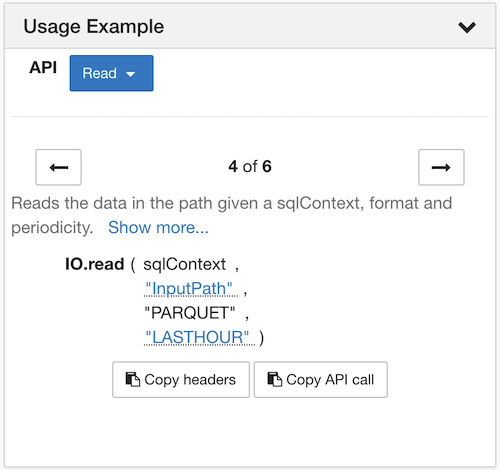 Usage Example
API Read
4 of 6
Reads the data in the path given a sqlContext, format and
periodicity. Show more...
IO.read ( sqlContext ,
"InputPath" ,
"PARQUET" ,
"LASTHOUR" )
Copy headers Copy API call